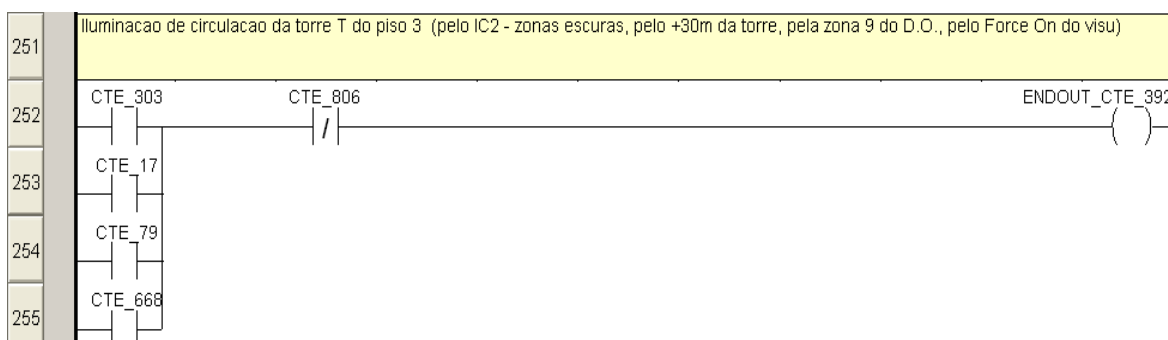 251
Iluminacao de circulacao da torre T do piso 3 (pelo IC2 - zonas escuras, pelo +30m da torre, pela zona 9 do D.O., pelo Force On do visu)
252
CTE_303 CTE_806 ENDOUT_CTE_392
/ ( )
253
CTE_17
254
CTE_79
255
CTE_668